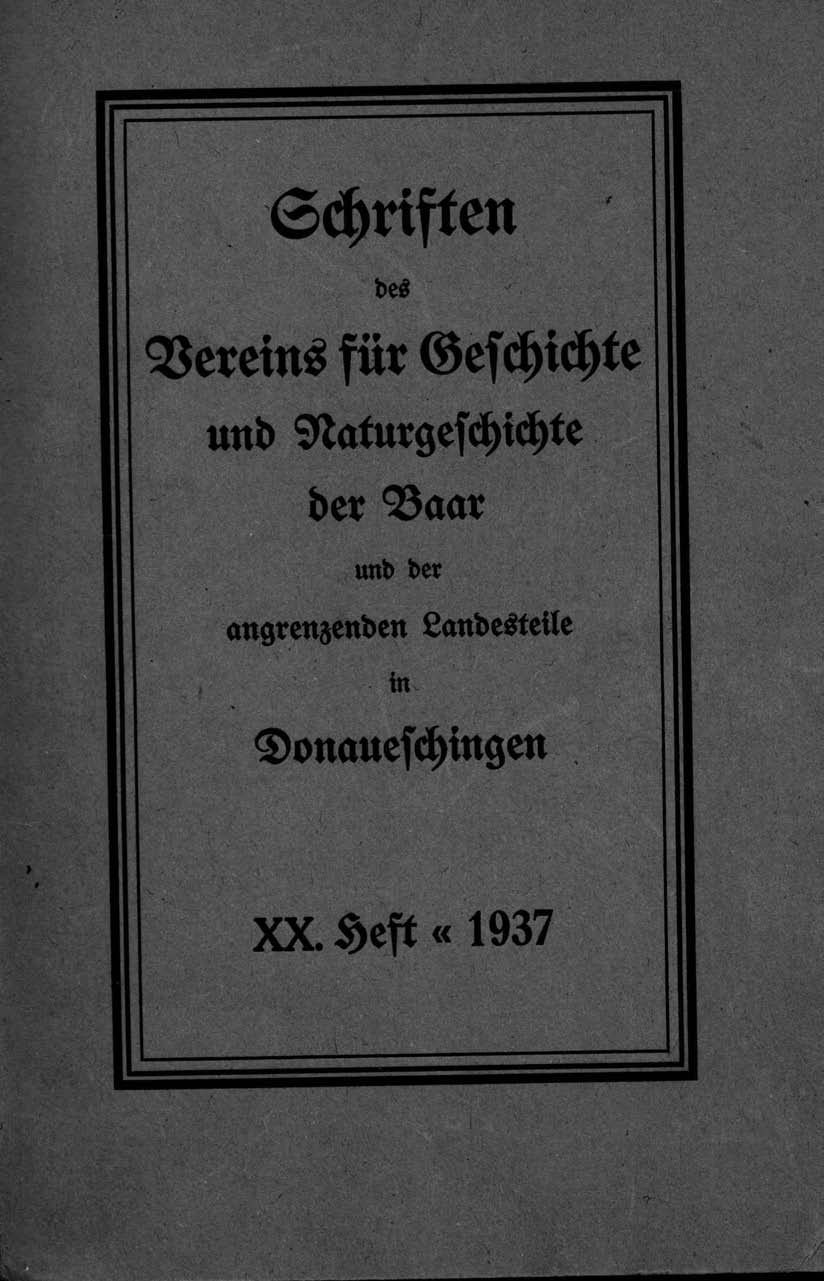 Schriften
des
Vereins für Geschichte
und Naturgeschichte
der Baar
und der
angrenzenden Landesteile
in
Donaueschingen
XX. Heft « 1937